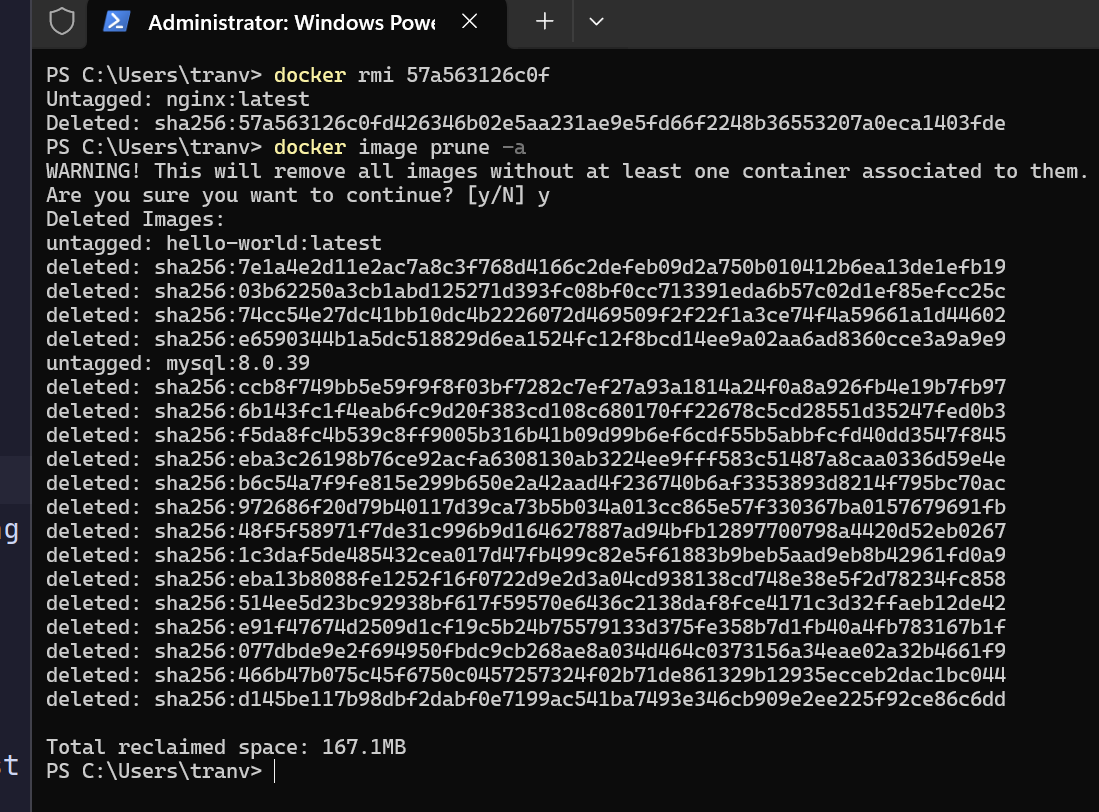 Administrator: Windows Powe
PS C:\Users\tranv> docker rmi 57a563126c0f
Untagged: nginx:latest
Deleted: sha256:57a563126c0fd426346b02e5aa231ae9e5fd66f2248b36553207a0eca1403fde
PS C:\Users\tranv> docker image prune -a
WARNING! This will remove all images without at least one container associated to them.
Are you sure you want to continue? [y/N] y
Deleted Images:
untagged: hello-world:latest
deleted: sha256:7e1a4e2d11e2ac7a8c3f768d4166c2defeb09d2a750b010412b6ea13de1efb19
deleted: sha256:03b62250a3cb1abd125271d393fc08bf0cc713391eda6b57c02d1ef85efcc25c
deleted: sha256:74cc54e27dc41bb10dc4b2226072d469509f2f22f1a3ce74f4a59661a1d44602
deleted: sha256:e6590344b1a5dc518829d6ea1524fc12f8bcd14ee9a02aa6ad8360cce3a9a9e9
untagged: mysql:8.0.39
deleted: sha256:ccb8f749bb5e59f9f8f03bf7282c7ef27a93a1814a24f0a8a926fb4e19b7fb97
deleted: sha256:6b143fc1f4eab6fc9d20f383cd108c680170ff22678c5cd28551d35247fed0b3
deleted: sha256:f5da8fc4b539c8ff9005b316b41b09d99b6ef6cdf55b5abbfcfd40dd3547f845
deleted: sha256:eba3c26198b76ce92acfa6308130ab3224ee9fff583c51487a8caa0336d59e4e
deleted: sha256:b6c54a7f9fe815e299b650e2a42aad4f236740b6af3353893d8214f795bc70ac
deleted: sha256:972686f20d79b40117d39ca73b5b034a013cc865e57f330367ba0157679691fb
deleted: sha256:48f5f58971f7de31c996b9d164627887ad94bfb12897700798a4420d52eb0267
deleted: sha256:1c3daf5de485432cea017d47fb499c82e5f61883b9beb5aad9eb8b42961fd0a9
deleted: sha256:eba13b8088fe1252f16f0722d9e2d3a04cd938138cd748e38e5f2d78234fc858
deleted: sha256:514ee5d23bc92938bf617f59570e6436c2138daf8fce4171c3d32ffaeb12de42
deleted: sha256:e91f47674d2509d1cf19c5b24b75579133d375fe358b7d1fb40a4fb783167b1f
deleted: sha256:077dbde9e2f694950fbdc9cb268ae8a034d464c0373156a34eae02a32b4661f9
deleted: sha256:466b47b075c45f6750c0457257324f02b71de861329b12935ecceb2dac1bc044
deleted: sha256:d145be117b98dbf2dabf0e7199ac541ba7493e346cb909e2ee225f92ce86c6dd
Total reclaimed space: 167.1MB
PS C:\Users\tranv>